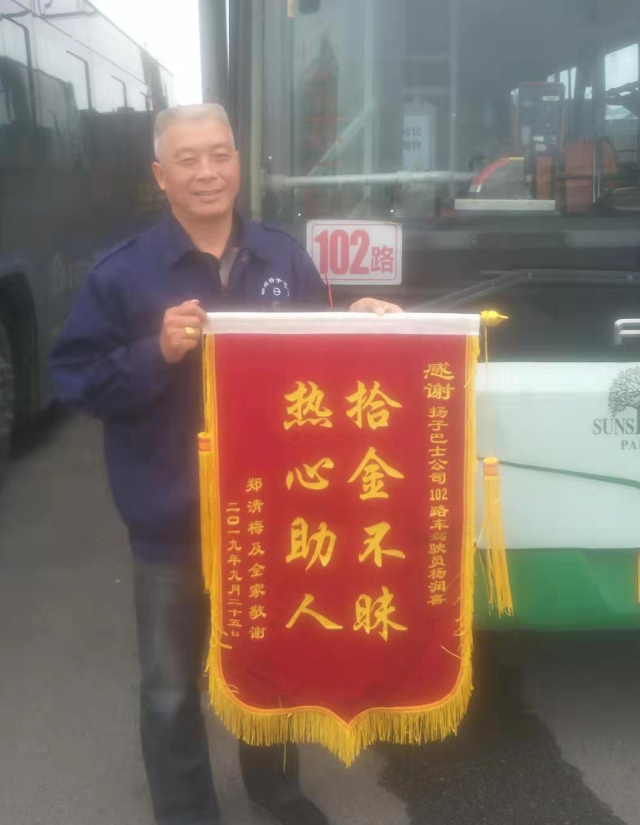 102路
感谢 扬子巴士公司102路车驾驶员杨润喜
拾金不昧
热心助人
郑清梅及全家敬谢
二〇一九年九月二十五日